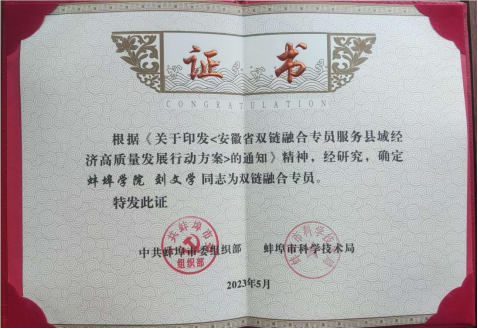 证书
CONGRATULATION
根据《关于印发<安徽省双链融合专员服务县域经
济高质量发展行动方案>的通知》精神，经研究，确定
蚌埠学院 刘文学同志为双链融合专员。
特发此证
中共蚌埠市委组织部 蚌埠市科学技术局
组织部
2023年5月